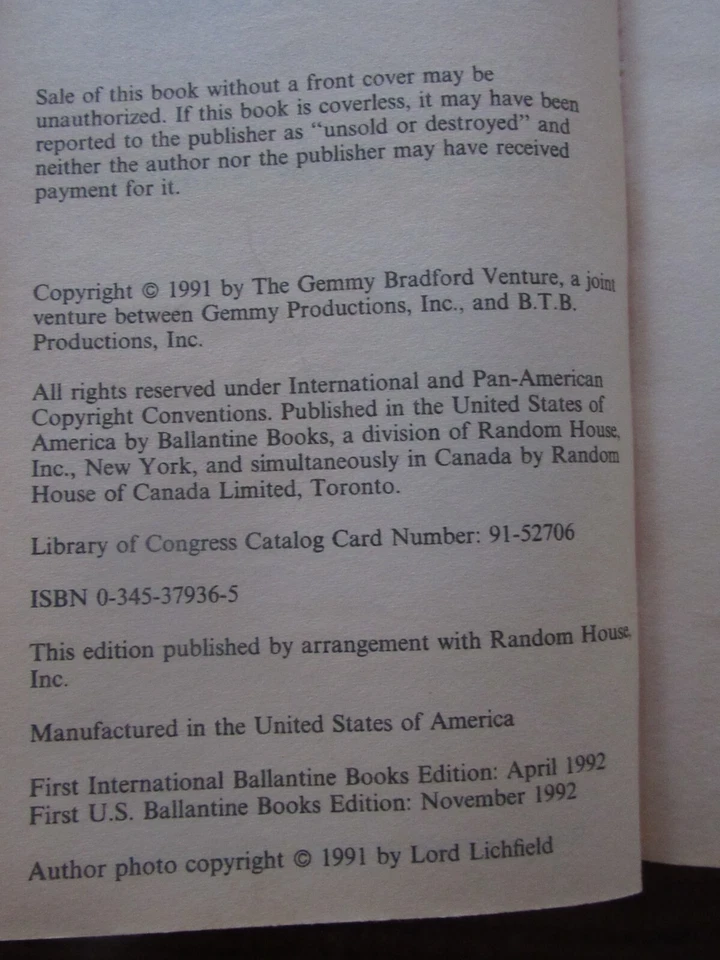 Sale of this book without a front cover may be
unauthorized. If this book is coverless, it may have been
reported to the publisher as “unsold or destroyed” and
neither the author nor the publisher may have received
payment for it.
Copyright © 1991 by The Gemmy Bradford Venture, a joint
venture between Gemmy Productions, Inc., and B.T.B.
Productions, Inc.
All rights reserved under International and Pan-American
Copyright Conventions. Published in the United States of
America by Ballantine Books, a division of Random House,
Inc., New York, and simultaneously in Canada by Random
House of Canada Limited, Toronto.
Library of Congress Catalog Card Number: 91-52706
ISBN 0-345-37936-5
This edition published by arrangement with Random House,
Inc.
Manufactured in the United States of America
First International Ballantine Books Edition: April 1992
First U.S. Ballantine Books Edition: November 1992
Author photo copyright © 1991 by Lord Lichfield